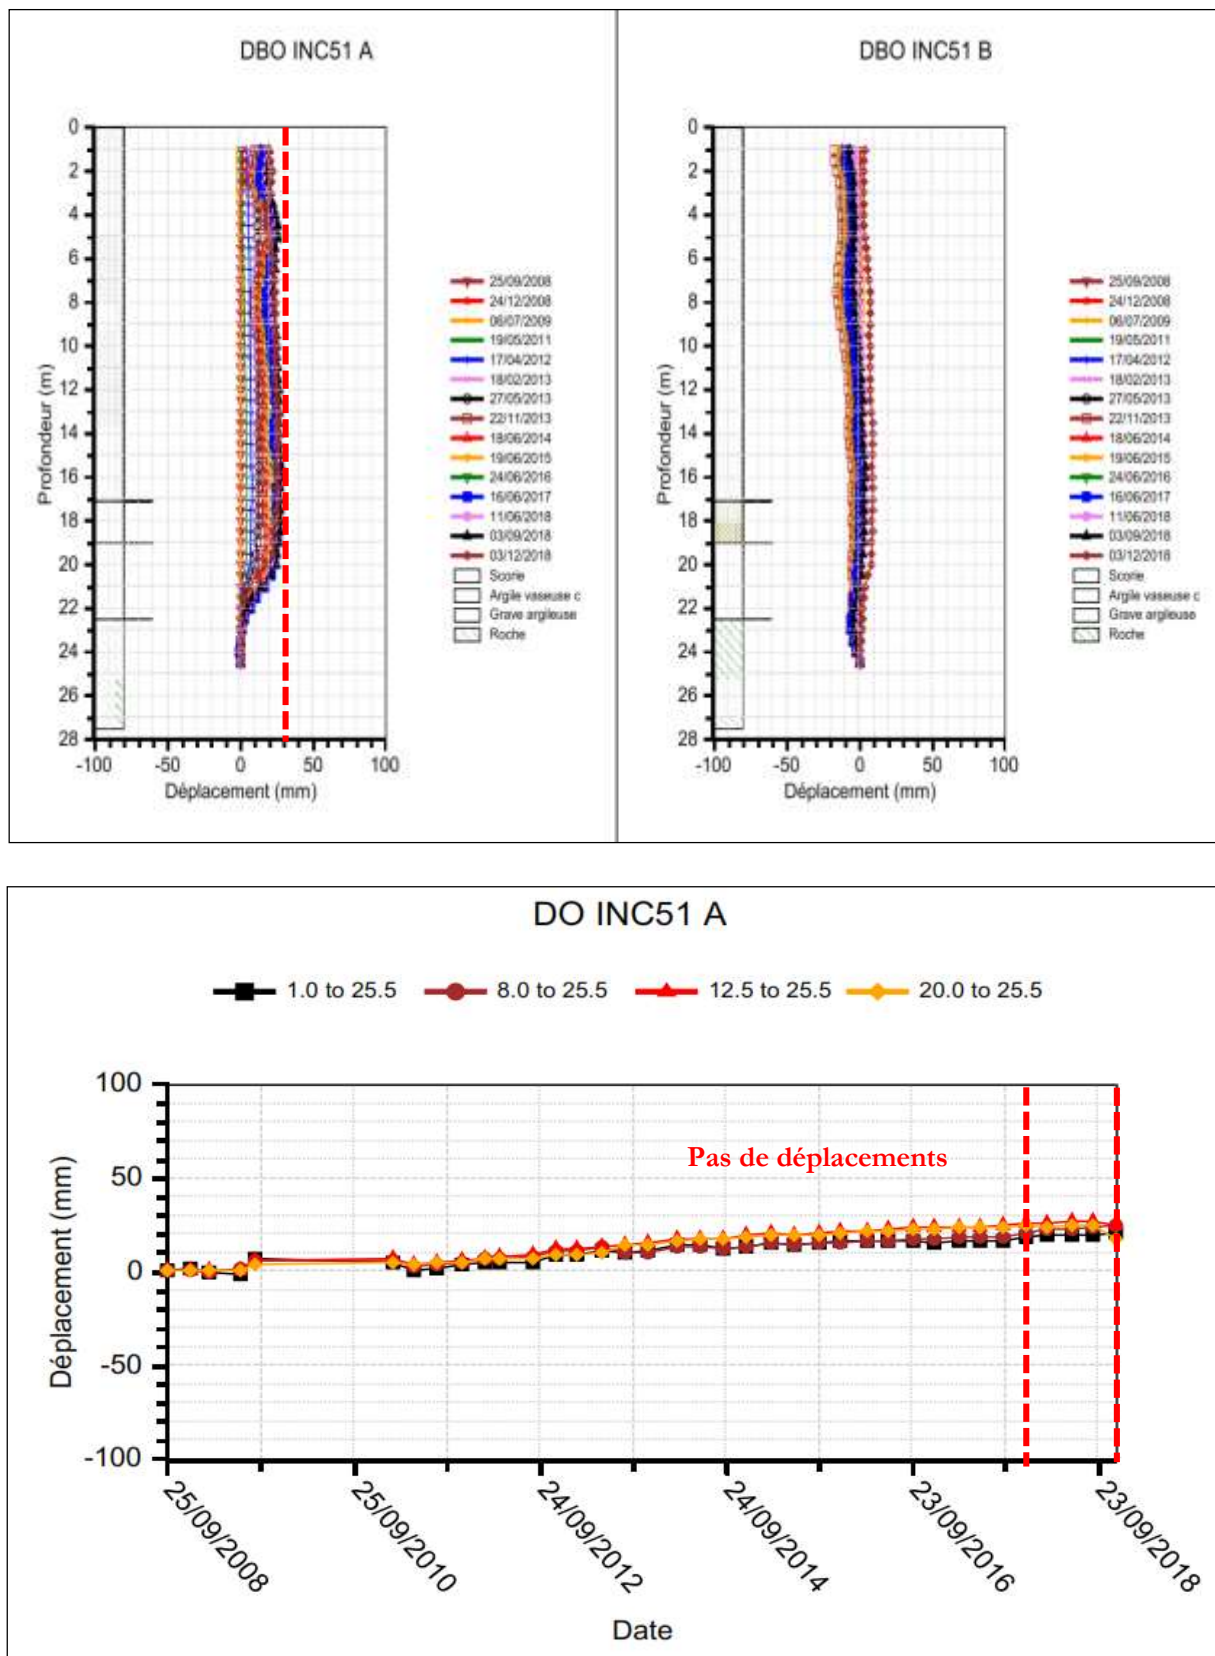 DBO INC51 A
0
2
4
6
8
10
12
14
16
18
20
22
24
26
28
Profondeur (m)
-100 -50 0 50 100
Déplacement (mm)
25/09/2008
24/12/2008
06/07/2009
19/05/2011
17/04/2012
18/02/2013
27/05/2013
22/11/2013
18/06/2014
19/06/2015
24/06/2016
16/06/2017
11/06/2018
03/09/2018
03/12/2018
Scorie
Argile vaseuse c
Grave argileuse
Roche
DBO INC51 B
0
2
4
6
8
10
12
14
16
18
20
22
24
26
28
Profondeur (m)
-100 -50 0 50 100
Déplacement (mm)
25/09/2008
24/12/2008
06/07/2009
19/05/2011
17/04/2012
18/02/2013
27/05/2013
22/11/2013
18/06/2014
19/06/2015
24/06/2016
16/06/2017
11/06/2018
03/09/2018
03/12/2018
Scorie
Argile vaseuse c
Grave argileuse
Roche
DO INC51 A
1.0 to 25.5 8.0 to 25.5 12.5 to 25.5 20.0 to 25.5
100
50
0
-50
-100
Déplacement (mm)
Pas de déplacements
25/09/2008 25/09/2010 24/09/2012 24/09/2014 23/09/2016 23/09/2018
Date